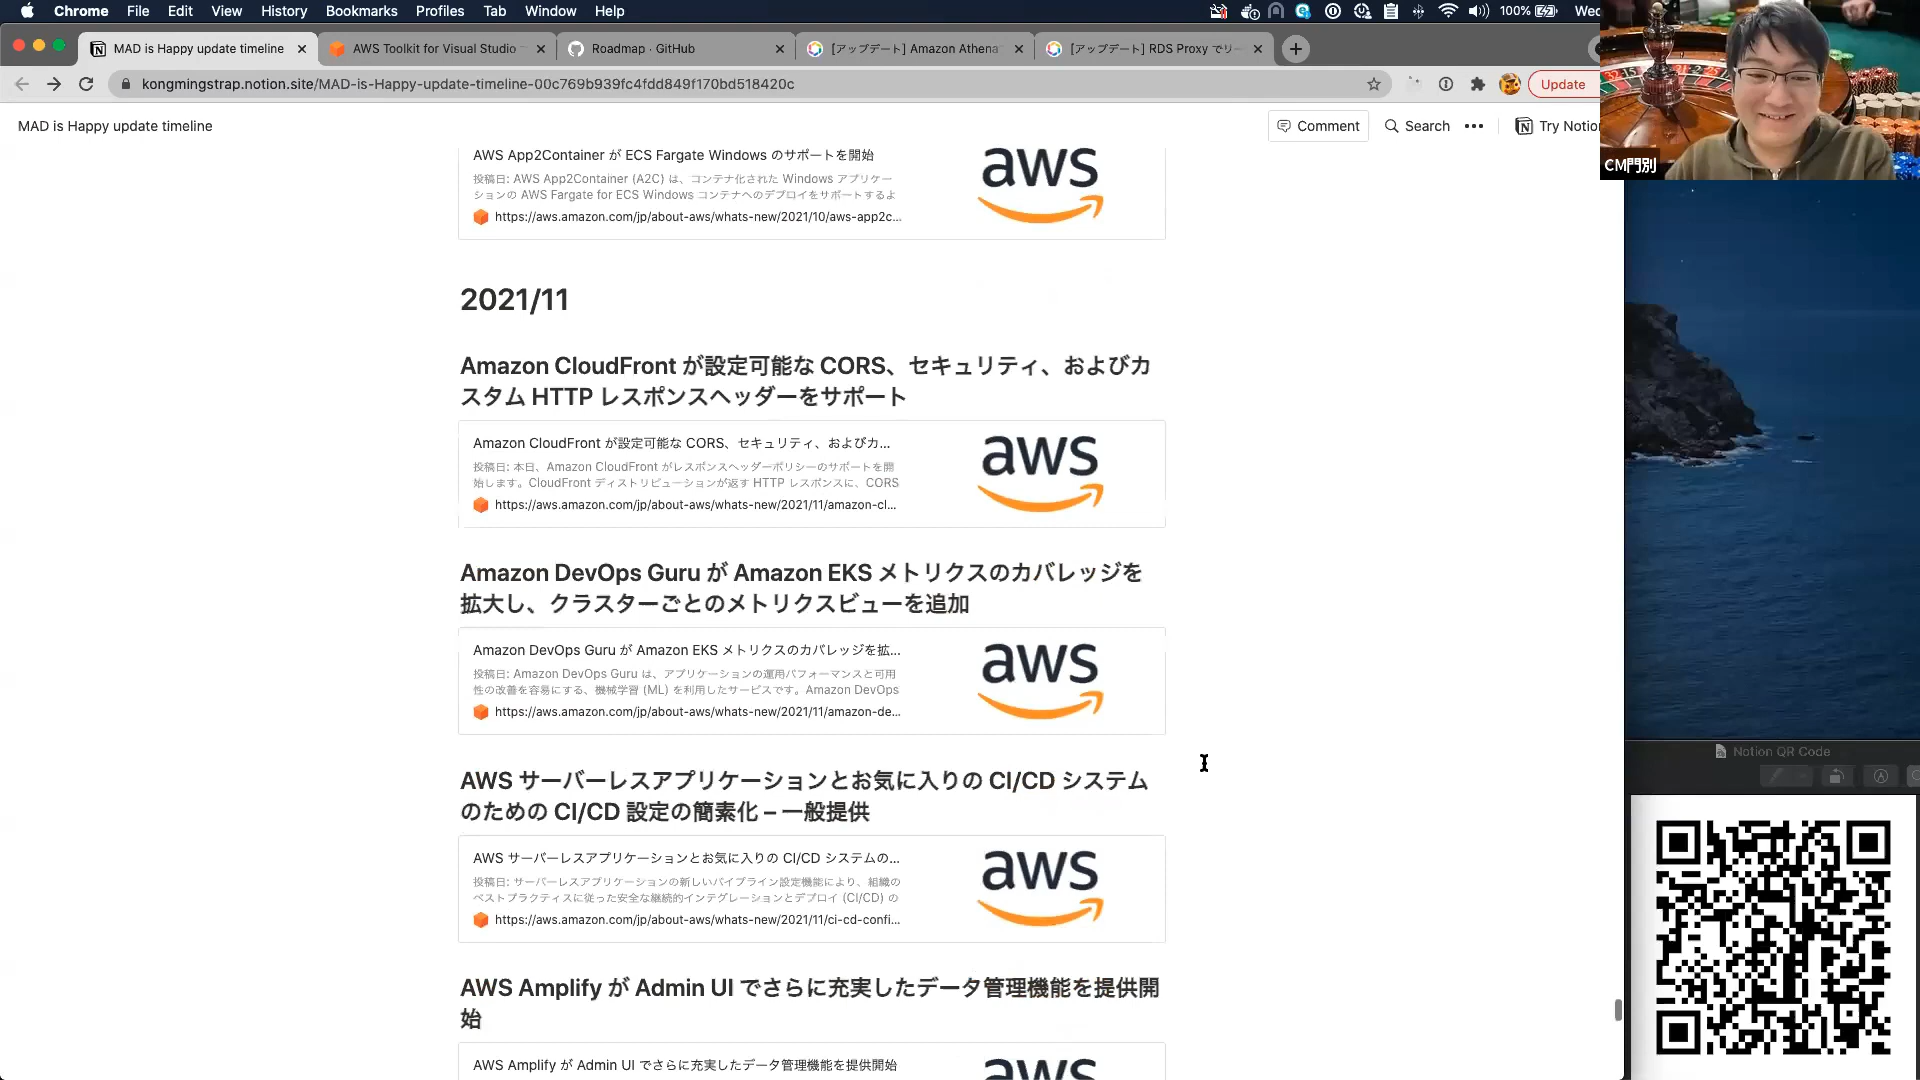 Chrome File Edit View History Bookmarks Profiles Tab Window Help 100% Wed
MAD is Happy update timeline
AWS Toolkit for Visual Studio
Roadmap · GitHub
[アップデート] Amazon Athena
[アップデート] RDS Proxy でリー
kongmingstrap.notion.site/MAD-is-Happy-update-timeline-00c769b939fc4fdd849f170bd518420c
Update
MAD is Happy update timeline
Comment Search Try Notion
CM門別
AWS App2Container が ECS Fargate Windows のサポートを開始
投稿日: AWS App2Container (A2C) は、コンテナ化された Windows アプリケー
ションの AWS Fargate for ECS Windows コンテナへのデプロイをサポートするよ
https://aws.amazon.com/jp/about-aws/whats-new/2021/10/aws-app2c...
aws
2021/11
Amazon CloudFront が設定可能な CORS、セキュリティ、およびカ
スタム HTTP レスポンスヘッダーをサポート
Amazon CloudFront が設定可能な CORS、セキュリティ、およびカ...
投稿日: 本日、Amazon CloudFront がレスポンスヘッダーポリシーのサポートを開
始します。CloudFront ディストリビューションが返す HTTP レスポンスに、CORS
https://aws.amazon.com/jp/about-aws/whats-new/2021/11/amazon-cl...
aws
Amazon DevOps Guru が Amazon EKS メトリクスのカバレッジを
拡大し、クラスターごとのメトリクスビューを追加
Amazon DevOps Guru が Amazon EKS メトリクスのカバレッジを拡...
投稿日: Amazon DevOps Guru は、アプリケーションの運用パフォーマンスと可用
性の改善を容易にする、機械学習 (ML) を利用したサービスです。Amazon DevOps
https://aws.amazon.com/jp/about-aws/whats-new/2021/11/amazon-de...
aws
AWS サーバーレスアプリケーションとお気に入りの CI/CD システム
のための CI/CD 設定の簡素化 – 一般提供
AWS サーバーレスアプリケーションとお気に入りの CI/CD システムの...
投稿日: サーバーレスアプリケーションの新しいパイプライン設定機能により、組織の
ベストプラクティスに従った安全な継続的インテグレーションとデプロイ (CI/CD) の
https://aws.amazon.com/jp/about-aws/whats-new/2021/11/ci-cd-confi...
aws
AWS Amplify が Admin UI でさらに充実したデータ管理機能を提供開
始
AWS Amplify が Admin UI でさらに充実したデータ管理機能を提供開始
aws
Notion QR Code